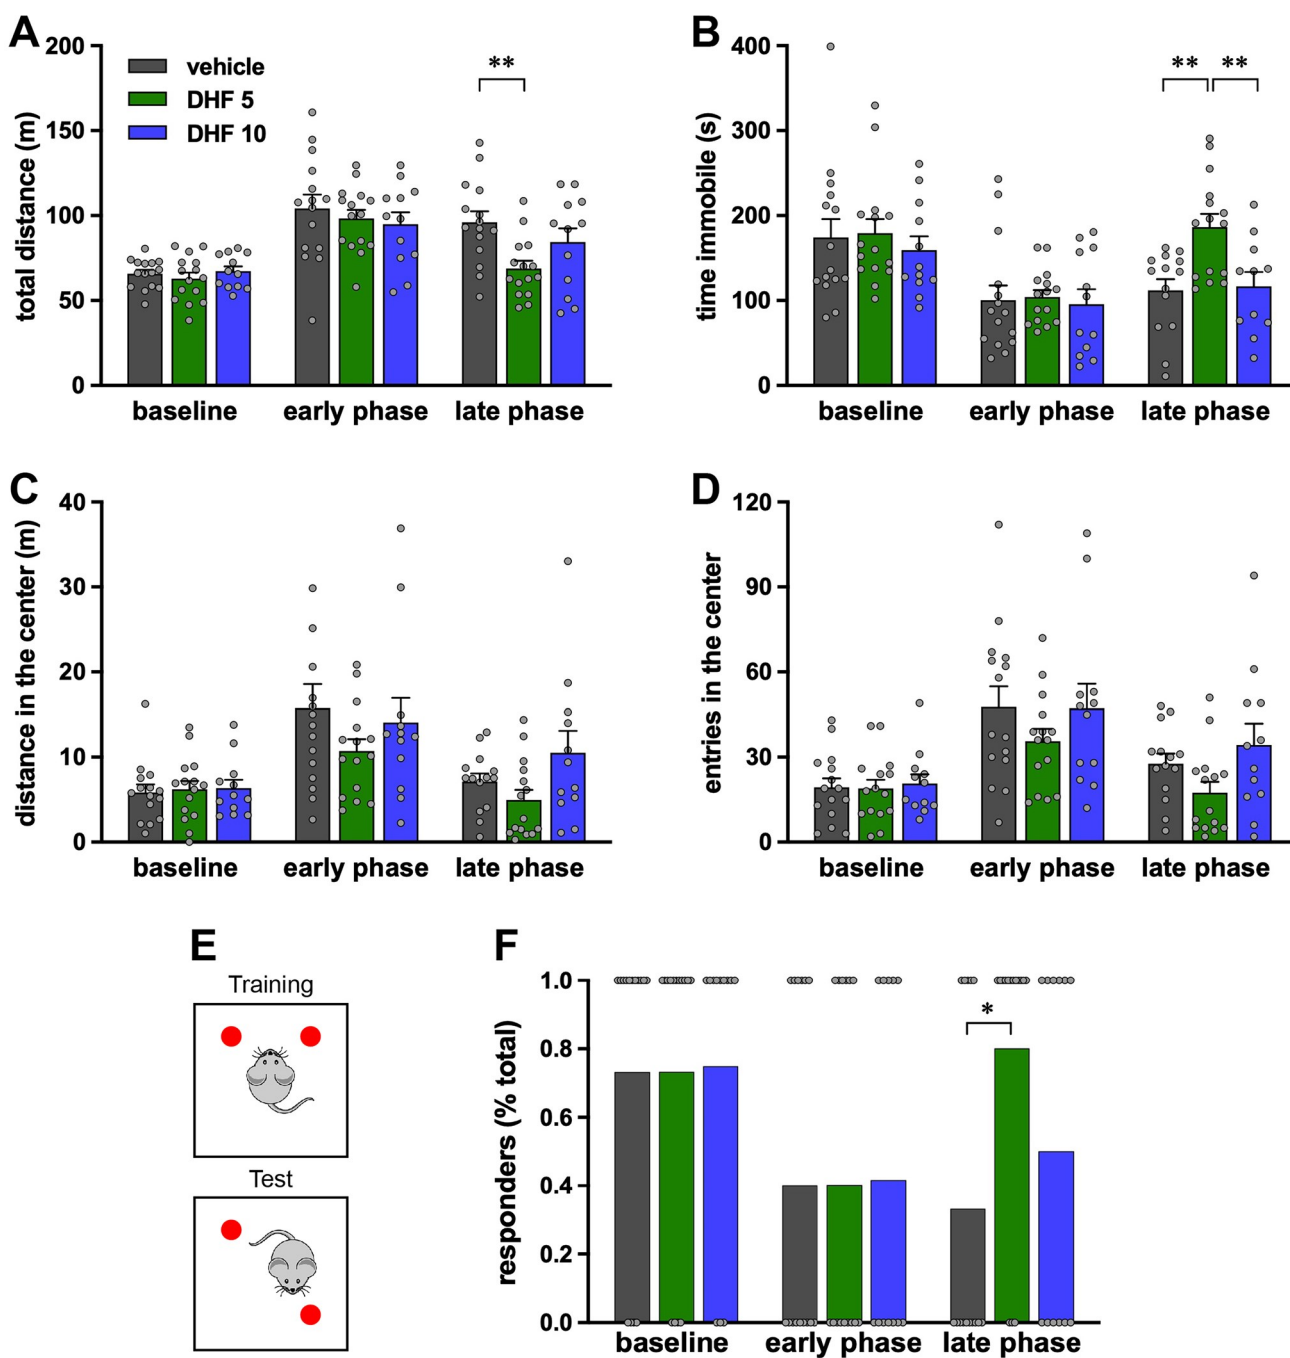 A
total distance (m)
200
150
100
50
0
vehicle
DHF 5
DHF 10
**
baseline
early phase
late phase
B
time immobile (s)
400
300
200
100
0
** **
baseline
early phase
late phase
C
distance in the center (m)
40
30
20
10
0
baseline
early phase
late phase
D
entries in the center
120
90
60
30
0
baseline
early phase
late phase
E
Training
Test
F
responders (% total)
1.0
0.8
0.6
0.4
0.2
0.0
*
baseline
early phase
late phase